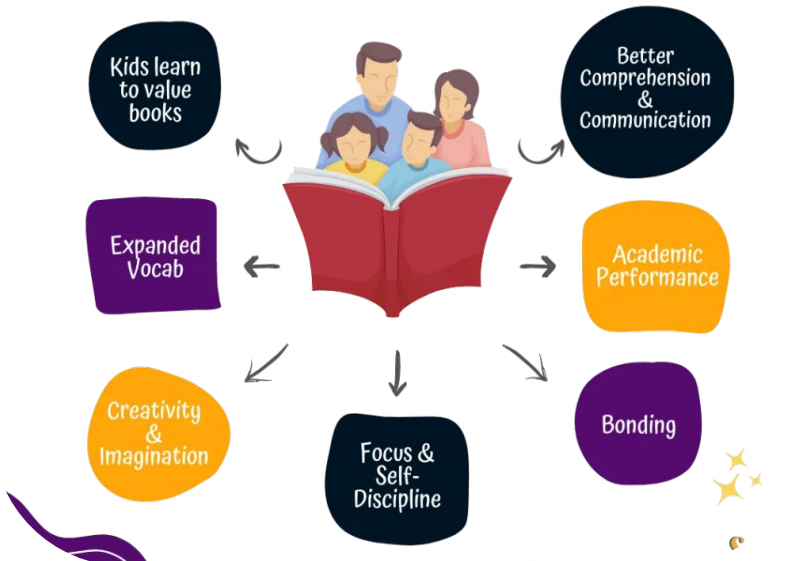 Kids learn
to value
books
Better
Comprehension
&
Communication
Expanded
Vocab
Academic
Performance
Creativity
&
Imagination
Focus &
Self-
Discipline
Bonding